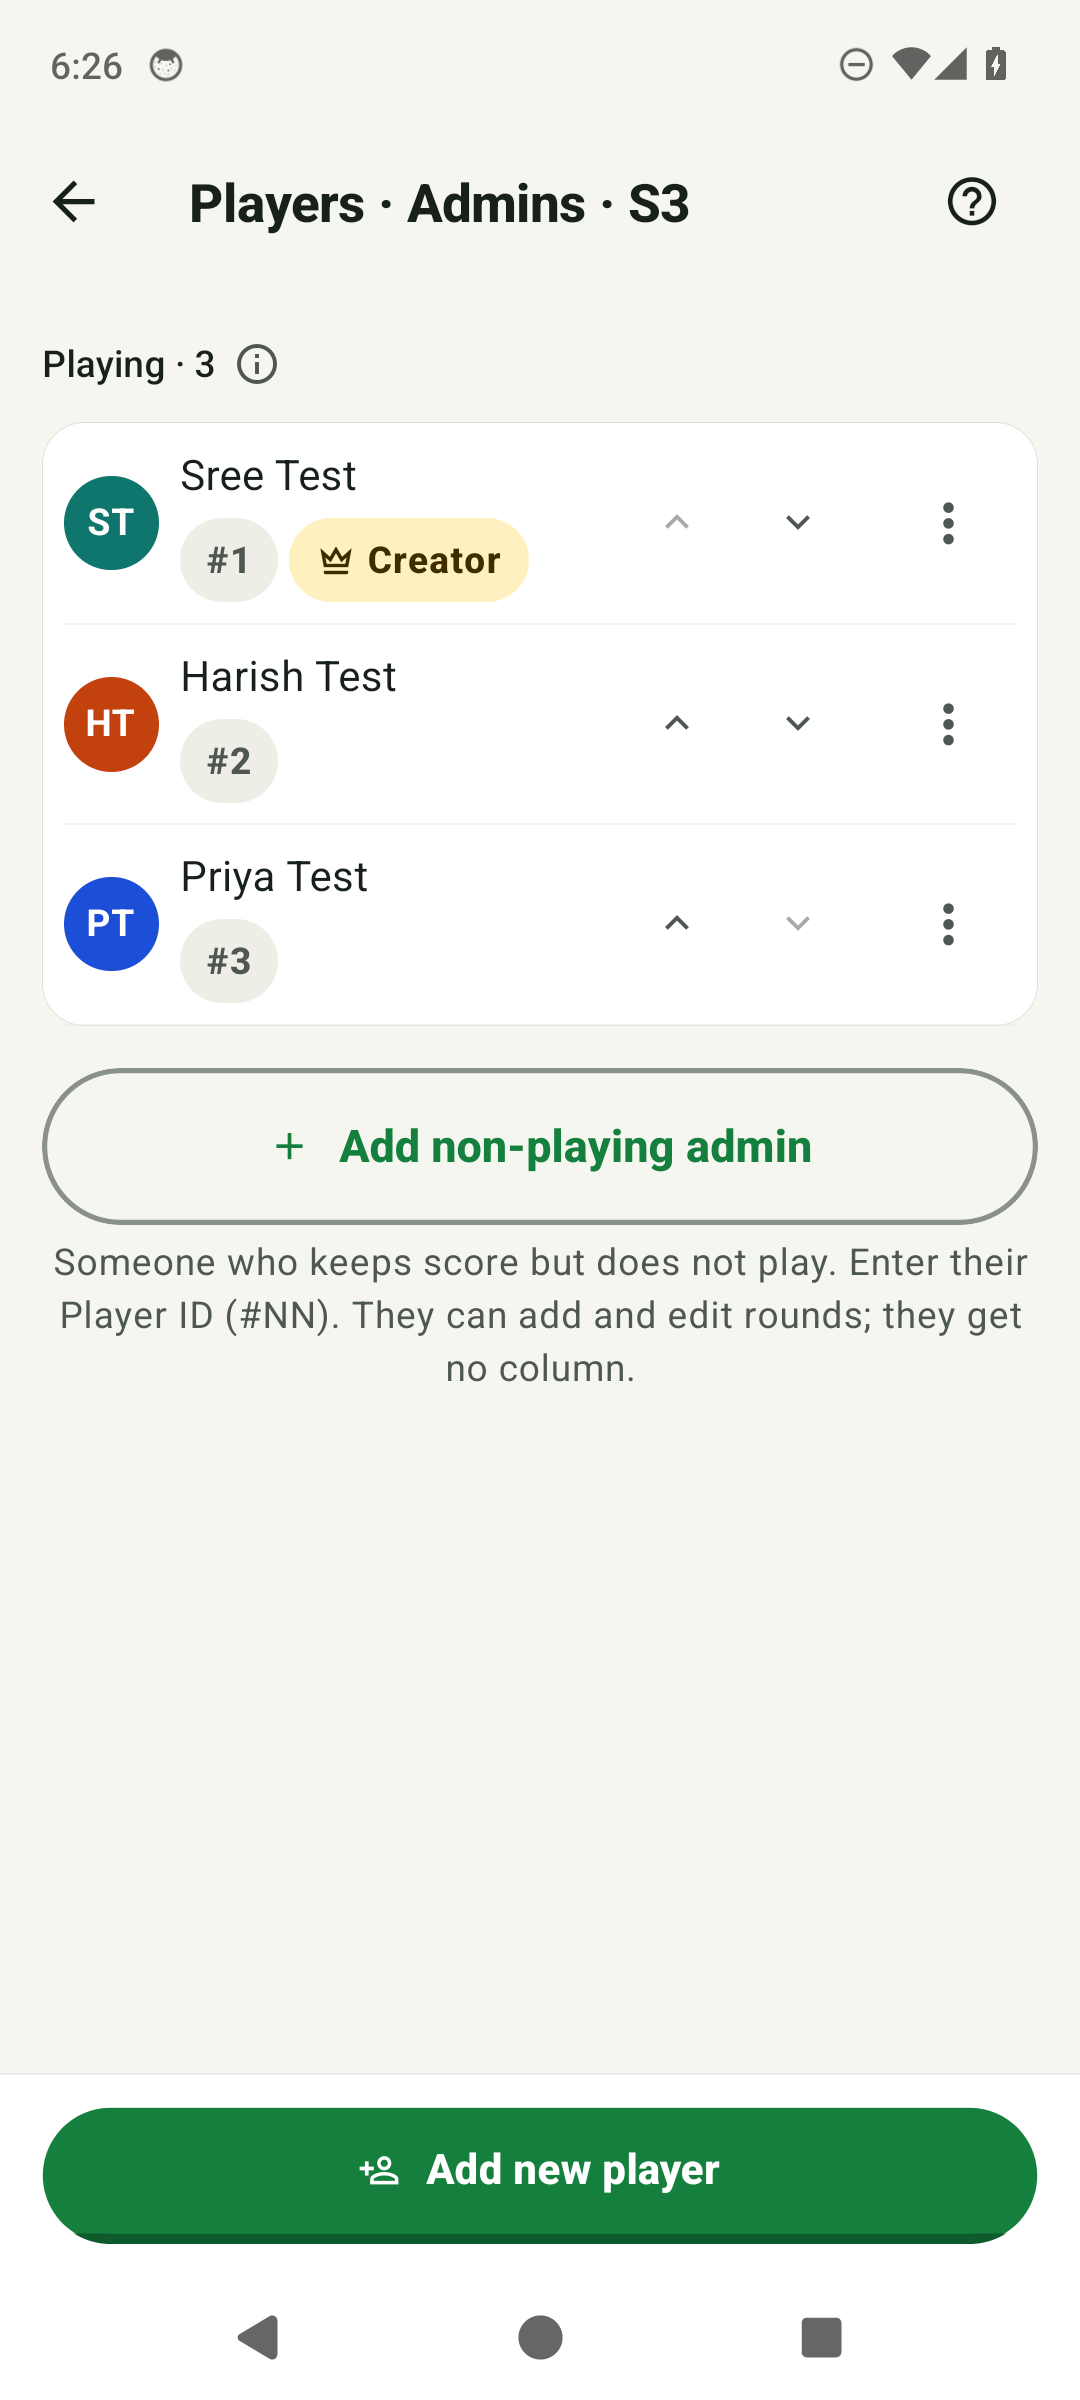 6:26
Players · Admins · S3
Playing · 3
ST
Sree Test
#1
Creator
HT
Harish Test
#2
PT
Priya Test
#3
+ Add non-playing admin
Someone who keeps score but does not play. Enter their
Player ID (#NN). They can add and edit rounds; they get
no column.
Add new player